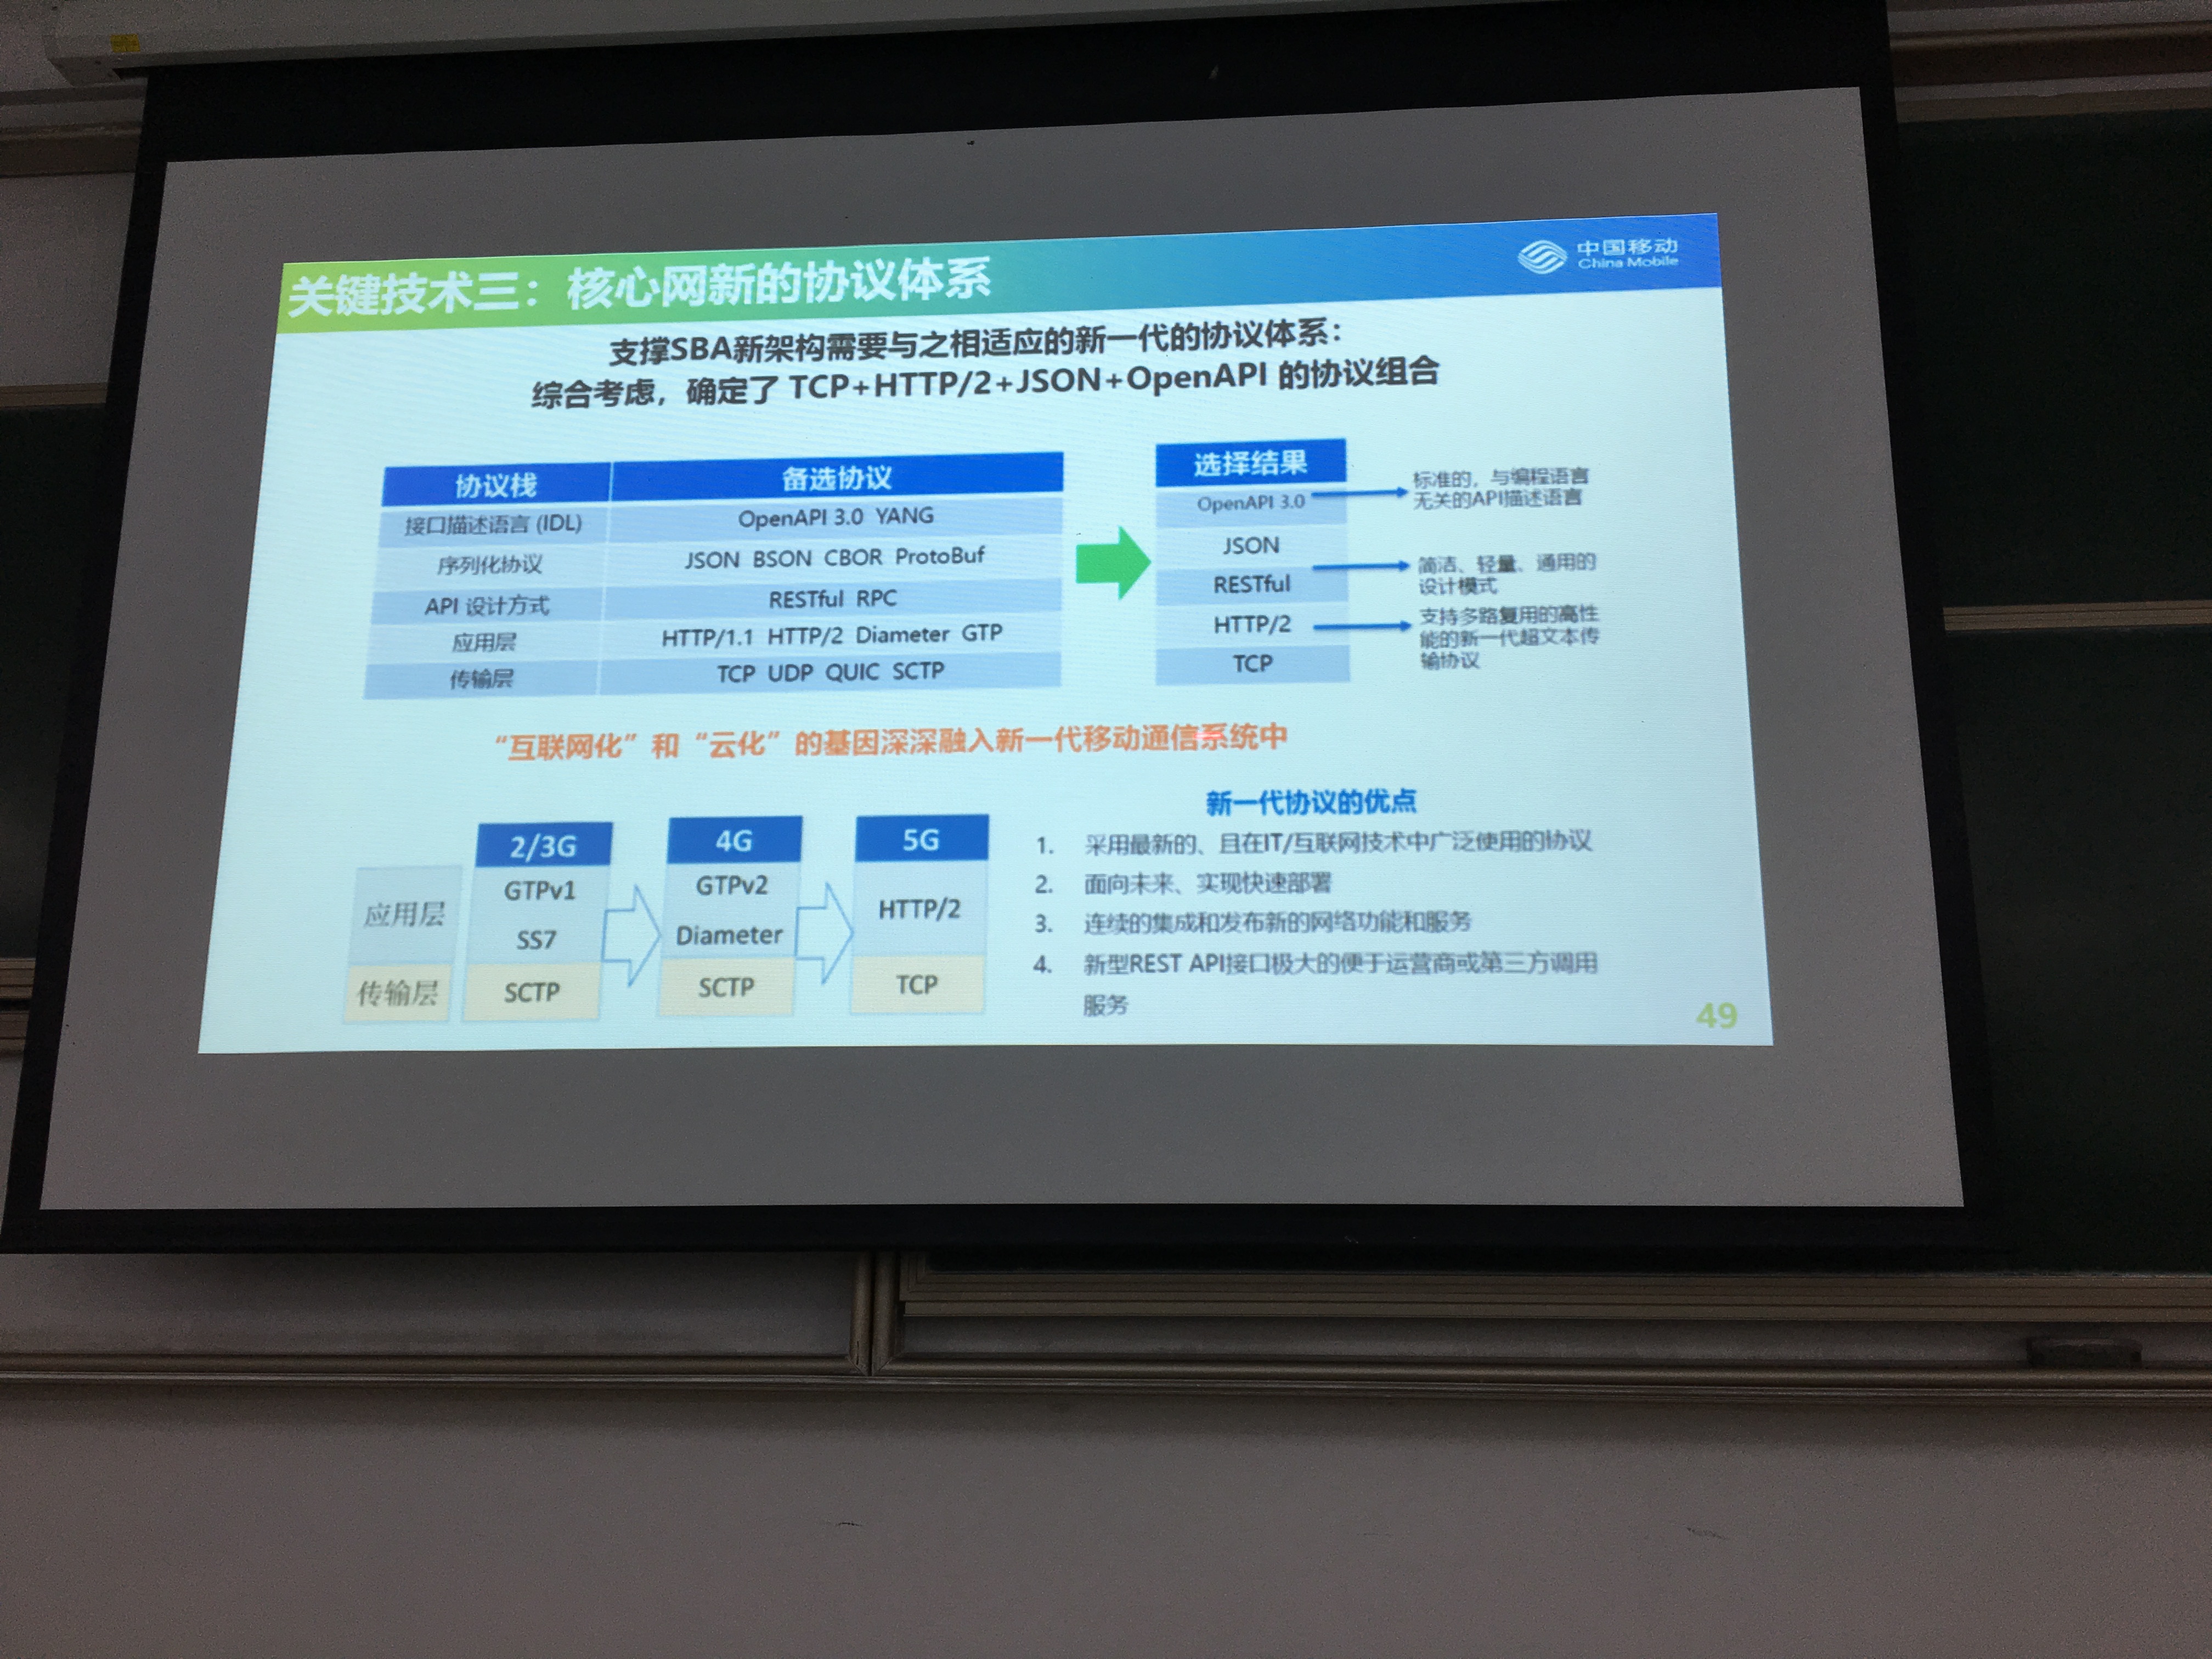 关键技术三：核心网新的协议体系
中国移动
China Mobile
支撑SBA新架构需要与之相适应的新一代的协议体系：
综合考虑，确定了 TCP+HTTP/2+JSON+OpenAPI 的协议组合
协议栈 备选协议
接口描述语言 (IDL) OpenAPI 3.0 YANG
序列化协议 JSON BSON CBOR ProtoBuf
API 设计方式 RESTful RPC
应用层 HTTP/1.1 HTTP/2 Diameter GTP
传输层 TCP UDP QUIC SCTP
选择结果
OpenAPI 3.0
JSON
RESTful
HTTP/2
TCP
标准的，与编程语言
无关的API描述语言
简洁、轻量、通用的
设计模式
支持多路复用的高性
能的新一代超文本传
输协议
“互联网化”和“云化”的基因深深融入新一代移动通信系统中
2/3G 4G 5G
应用层
GTPv1
SS7
GTPv2
Diameter
HTTP/2
传输层 SCTP SCTP TCP
新一代协议的优点
1. 采用最新的、且在IT/互联网技术中广泛使用的协议
2. 面向未来、实现快速部署
3. 连续的集成和发布新的网络功能和服务
4. 新型REST API接口极大的便于运营商或第三方调用
服务
49